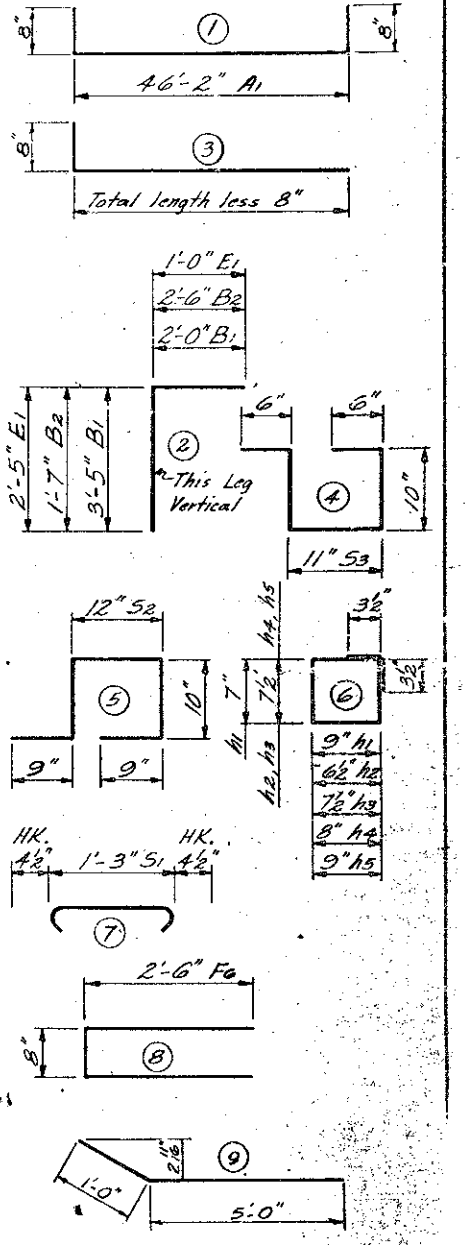 8" 1 8"
46'-2" A1
8" 3
Total length less 8"
1'-0" E1
2'-6" B2
2'-0" B1
2'-5" E1 1'-7" B2 3'-5" B1
2
This Leg
Vertical
6" 6"
4 10"
11" S3
12" S2
5 10"
9" 9"
h4, h5 3½"
7" 7½" 6 3½"
h1 h2, h3
9" h1
6½" h2
7½" h3
8" h4
9" h5
HK. HK.
4½" 1'-3" S1 4½"
7
2'-6" F6
8" 8
9
1'-0"
5'-0"